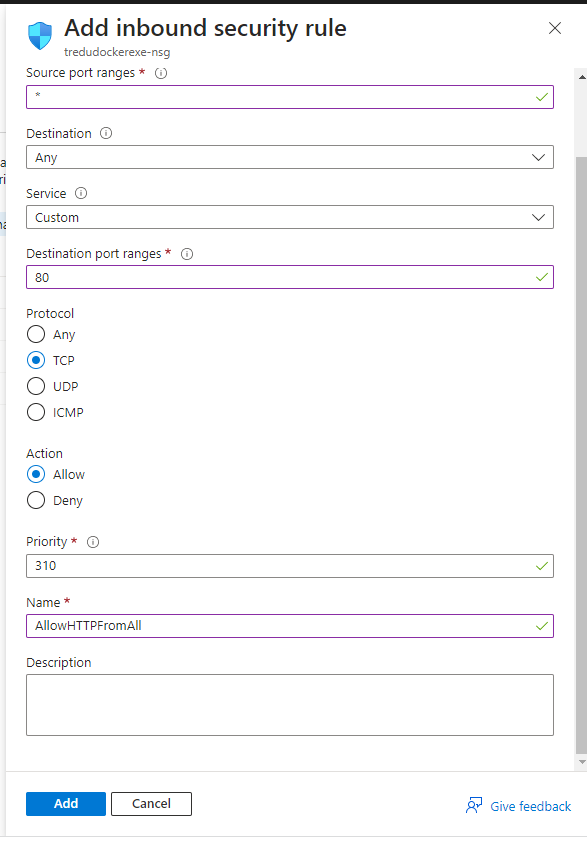 Add inbound security rule
tredudockerexe-nsg
Source port ranges *
*
Destination
Any
Service
Custom
Destination port ranges *
80
Protocol
Any
TCP
UDP
ICMP
Action
Allow
Deny
Priority *
310
Name *
AllowHTTPFromAll
Description
Add Cancel Give feedback